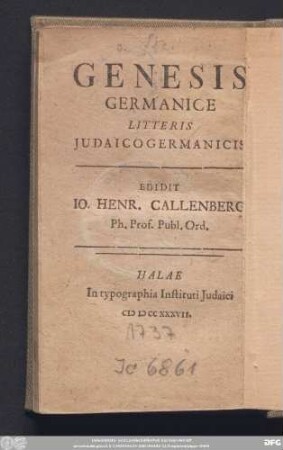 GENESIS
GERMANICE
LITTERIS
JUDAICOGERMANICIS
EDIDIT
IO. HENR. CALLENBERG
Ph. Prof. Publ. Ord.
HALAE
In typographia Instituti Judaici
CIƆ IƆCC XXXVII.
1737
Jc 6861